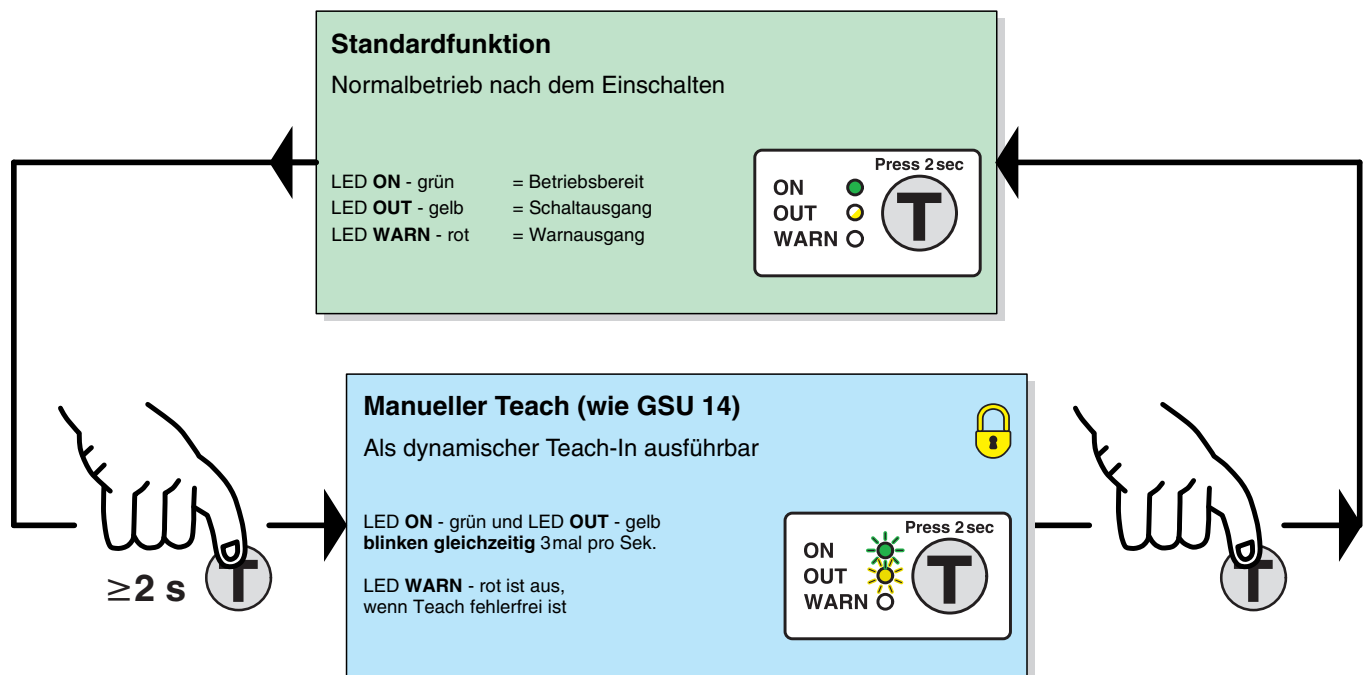 Standardfunktion
Normalbetrieb nach dem Einschalten
LED ON - grün = Betriebsbereit
LED OUT - gelb = Schaltausgang
LED WARN - rot = Warnausgang
Press 2 sec
ON
OUT
WARN
T
Manueller Teach (wie GSU 14)
Als dynamischer Teach-In ausführbar
LED ON - grün und LED OUT - gelb
blinken gleichzeitig 3mal pro Sek.
LED WARN - rot ist aus,
wenn Teach fehlerfrei ist
Press 2 sec
ON
OUT
WARN
T
≥2 s
T
T